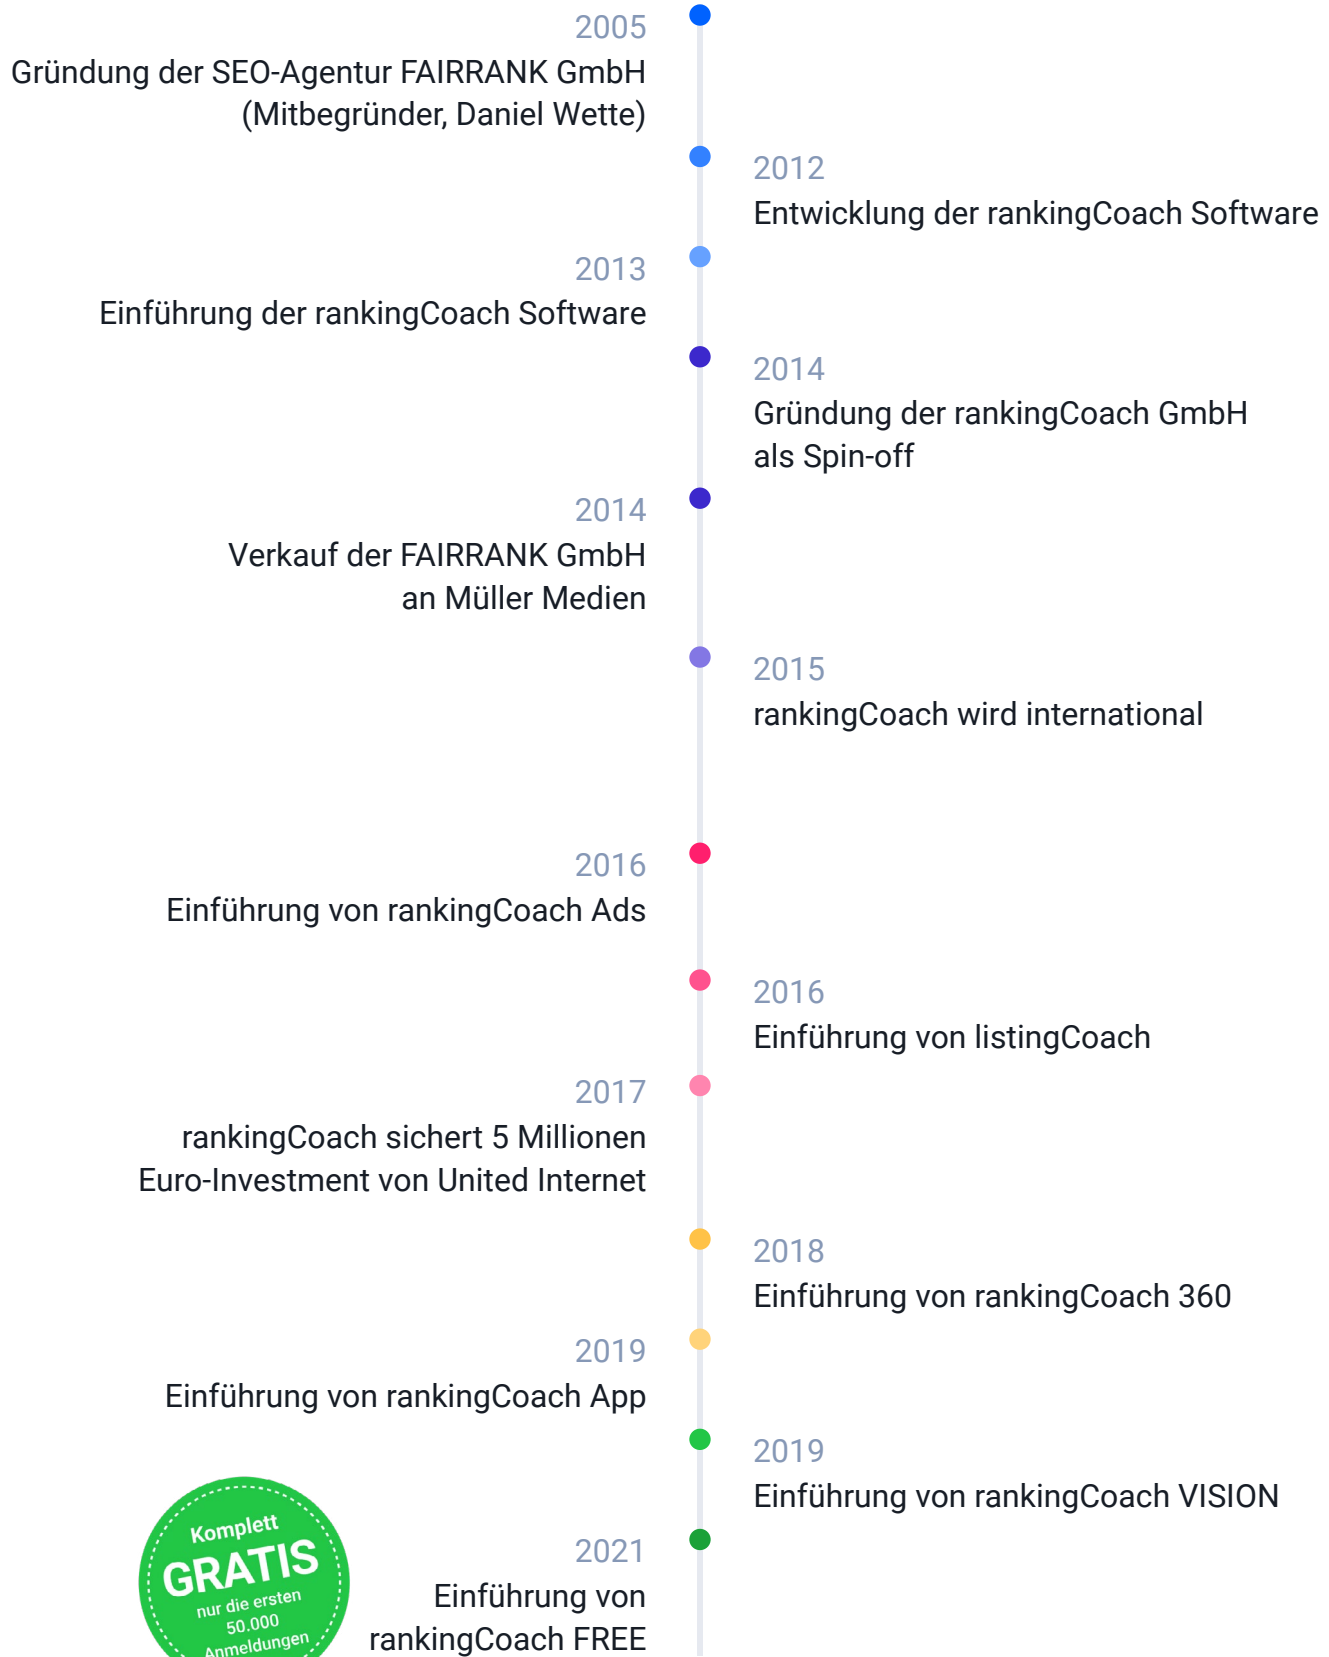 2005
Gründung der SEO-Agentur FAIRRANK GmbH
(Mitbegründer, Daniel Wette)
2012
Entwicklung der rankingCoach Software
2013
Einführung der rankingCoach Software
2014
Gründung der rankingCoach GmbH
als Spin-off
2014
Verkauf der FAIRRANK GmbH
an Müller Medien
2015
rankingCoach wird international
2016
Einführung von rankingCoach Ads
2016
Einführung von listingCoach
2017
rankingCoach sichert 5 Millionen
Euro-Investment von United Internet
2018
Einführung von rankingCoach 360
2019
Einführung von rankingCoach App
2019
Einführung von rankingCoach VISION
2021
Einführung von
rankingCoach FREE
Komplett
GRATIS
nur die ersten
50.000
Anmeldungen